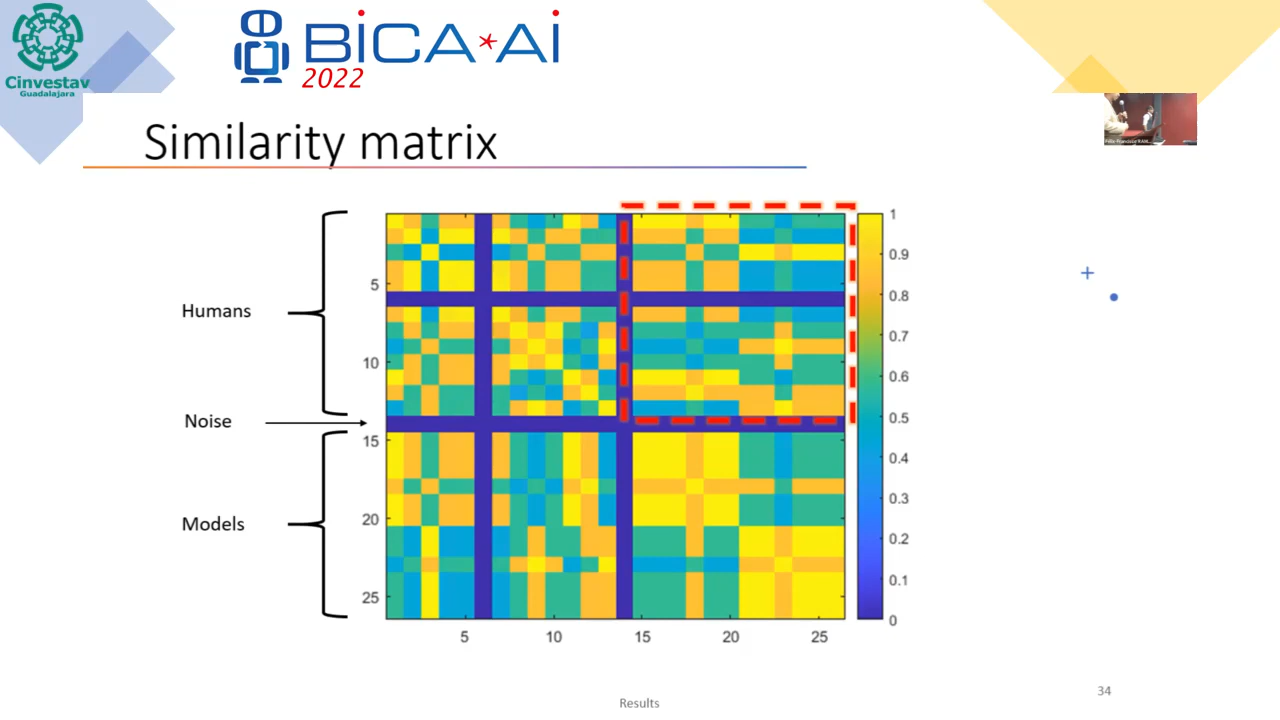 Cinvestav
Guadalajara
BiCA*Ai
2022
Similarity matrix
Humans
Noise
Models
5
10
15
20
25
5
10
15
20
25
1
0.9
0.8
0.7
0.6
0.5
0.4
0.3
0.2
0.1
0
Results
34